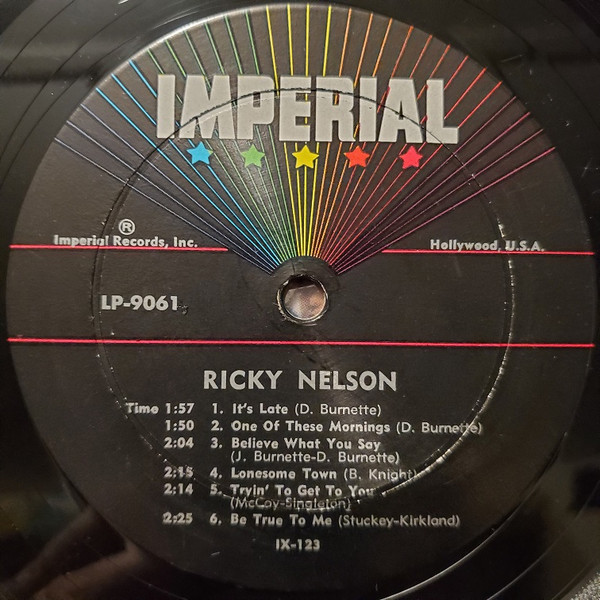 IMPERIAL
®
Imperial Records, Inc. Hollywood, U.S.A.
LP-9061
RICKY NELSON
Time 1:57 1. It's Late (D. Burnette)
1:50 2. One Of These Mornings (D. Burnette)
2:04 3. Believe What You Say
(J. Burnette-D. Burnette)
2:15 4. Lonesome Town (B. Knight)
2:14 5. Tryin' To Get To You
(McCoy-Singleton)
2:25 6. Be True To Me (Stuckey-Kirkland)
IX-123